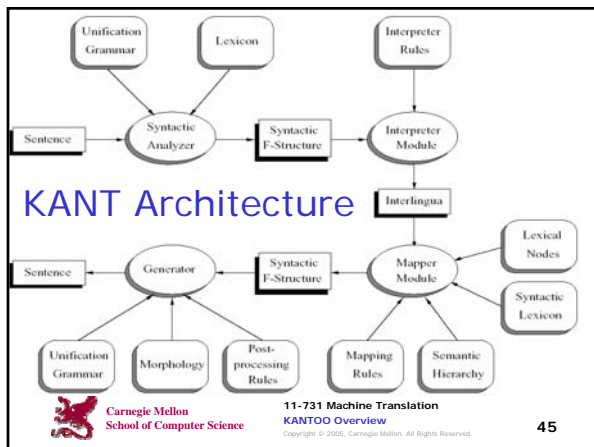 Unification
Grammar
Lexicon
Interpreter
Rules
Sentence
Syntactic
Analyzer
Syntactic
F-Structure
Interpreter
Module
KANT Architecture
Interlingua
Lexical
Nodes
Sentence
Generator
Syntactic
F-Structure
Mapper
Module
Syntactic
Lexicon
Unification
Grammar
Morphology
Post-
processing
Rules
Mapping
Rules
Semantic
Hierarchy
Carnegie Mellon
School of Computer Science
11-731 Machine Translation
KANTOO Overview
Copyright © 2005, Carnegie Mellon. All Rights Reserved.
45